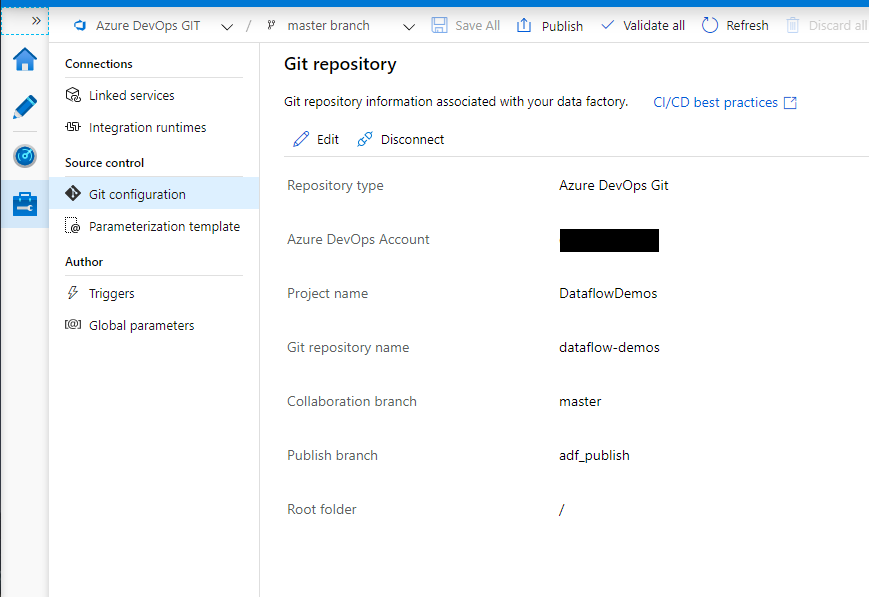 » Azure DevOps GIT / master branch Save All Publish Validate all Refresh Discard all
Connections
Linked services
Integration runtimes
Source control
Git configuration
Parameterization template
Author
Triggers
Global parameters
Git repository
Git repository information associated with your data factory. CI/CD best practices
Edit Disconnect
Repository type Azure DevOps Git
Azure DevOps Account
Project name DataflowDemos
Git repository name dataflow-demos
Collaboration branch master
Publish branch adf_publish
Root folder /